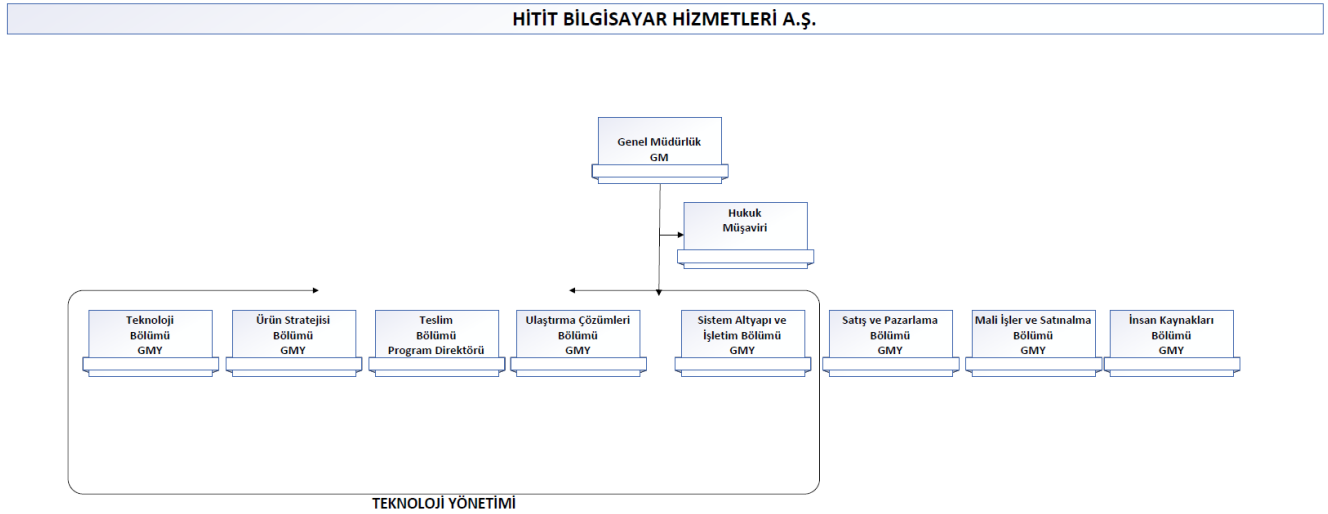 HİTİT BİLGİSAYAR HİZMETLERİ A.Ş.
Genel Müdürlük
GM
Hukuk
Müşaviri
Teknoloji
Bölümü
GMY
Ürün Stratejisi
Bölümü
GMY
Teslim
Bölümü
Program Direktörü
Ulaştırma Çözümleri
Bölümü
GMY
Sistem Altyapı ve
İşletim Bölümü
GMY
Satış ve Pazarlama
Bölümü
GMY
Mali İşler ve Satınalma
Bölümü
GMY
İnsan Kaynakları
Bölümü
GMY
TEKNOLOJİ YÖNETİMİ